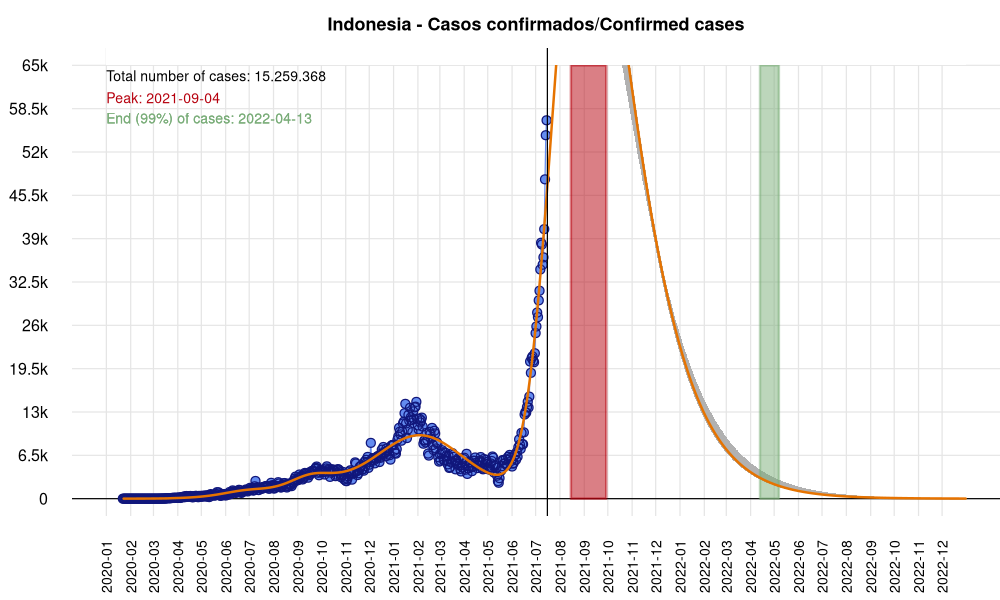 Indonesia - Casos confirmados/Confirmed cases
Total number of cases: 15.259.368
Peak: 2021-09-04
End (99%) of cases: 2022-04-13
65k
58.5k
52k
45.5k
39k
32.5k
26k
19.5k
13k
6.5k
0
2020-01
2020-02
2020-03
2020-04
2020-05
2020-06
2020-07
2020-08
2020-09
2020-10
2020-11
2020-12
2021-01
2021-02
2021-03
2021-04
2021-05
2021-06
2021-07
2021-08
2021-09
2021-10
2021-11
2021-12
2022-01
2022-02
2022-03
2022-04
2022-05
2022-06
2022-07
2022-08
2022-09
2022-10
2022-11
2022-12